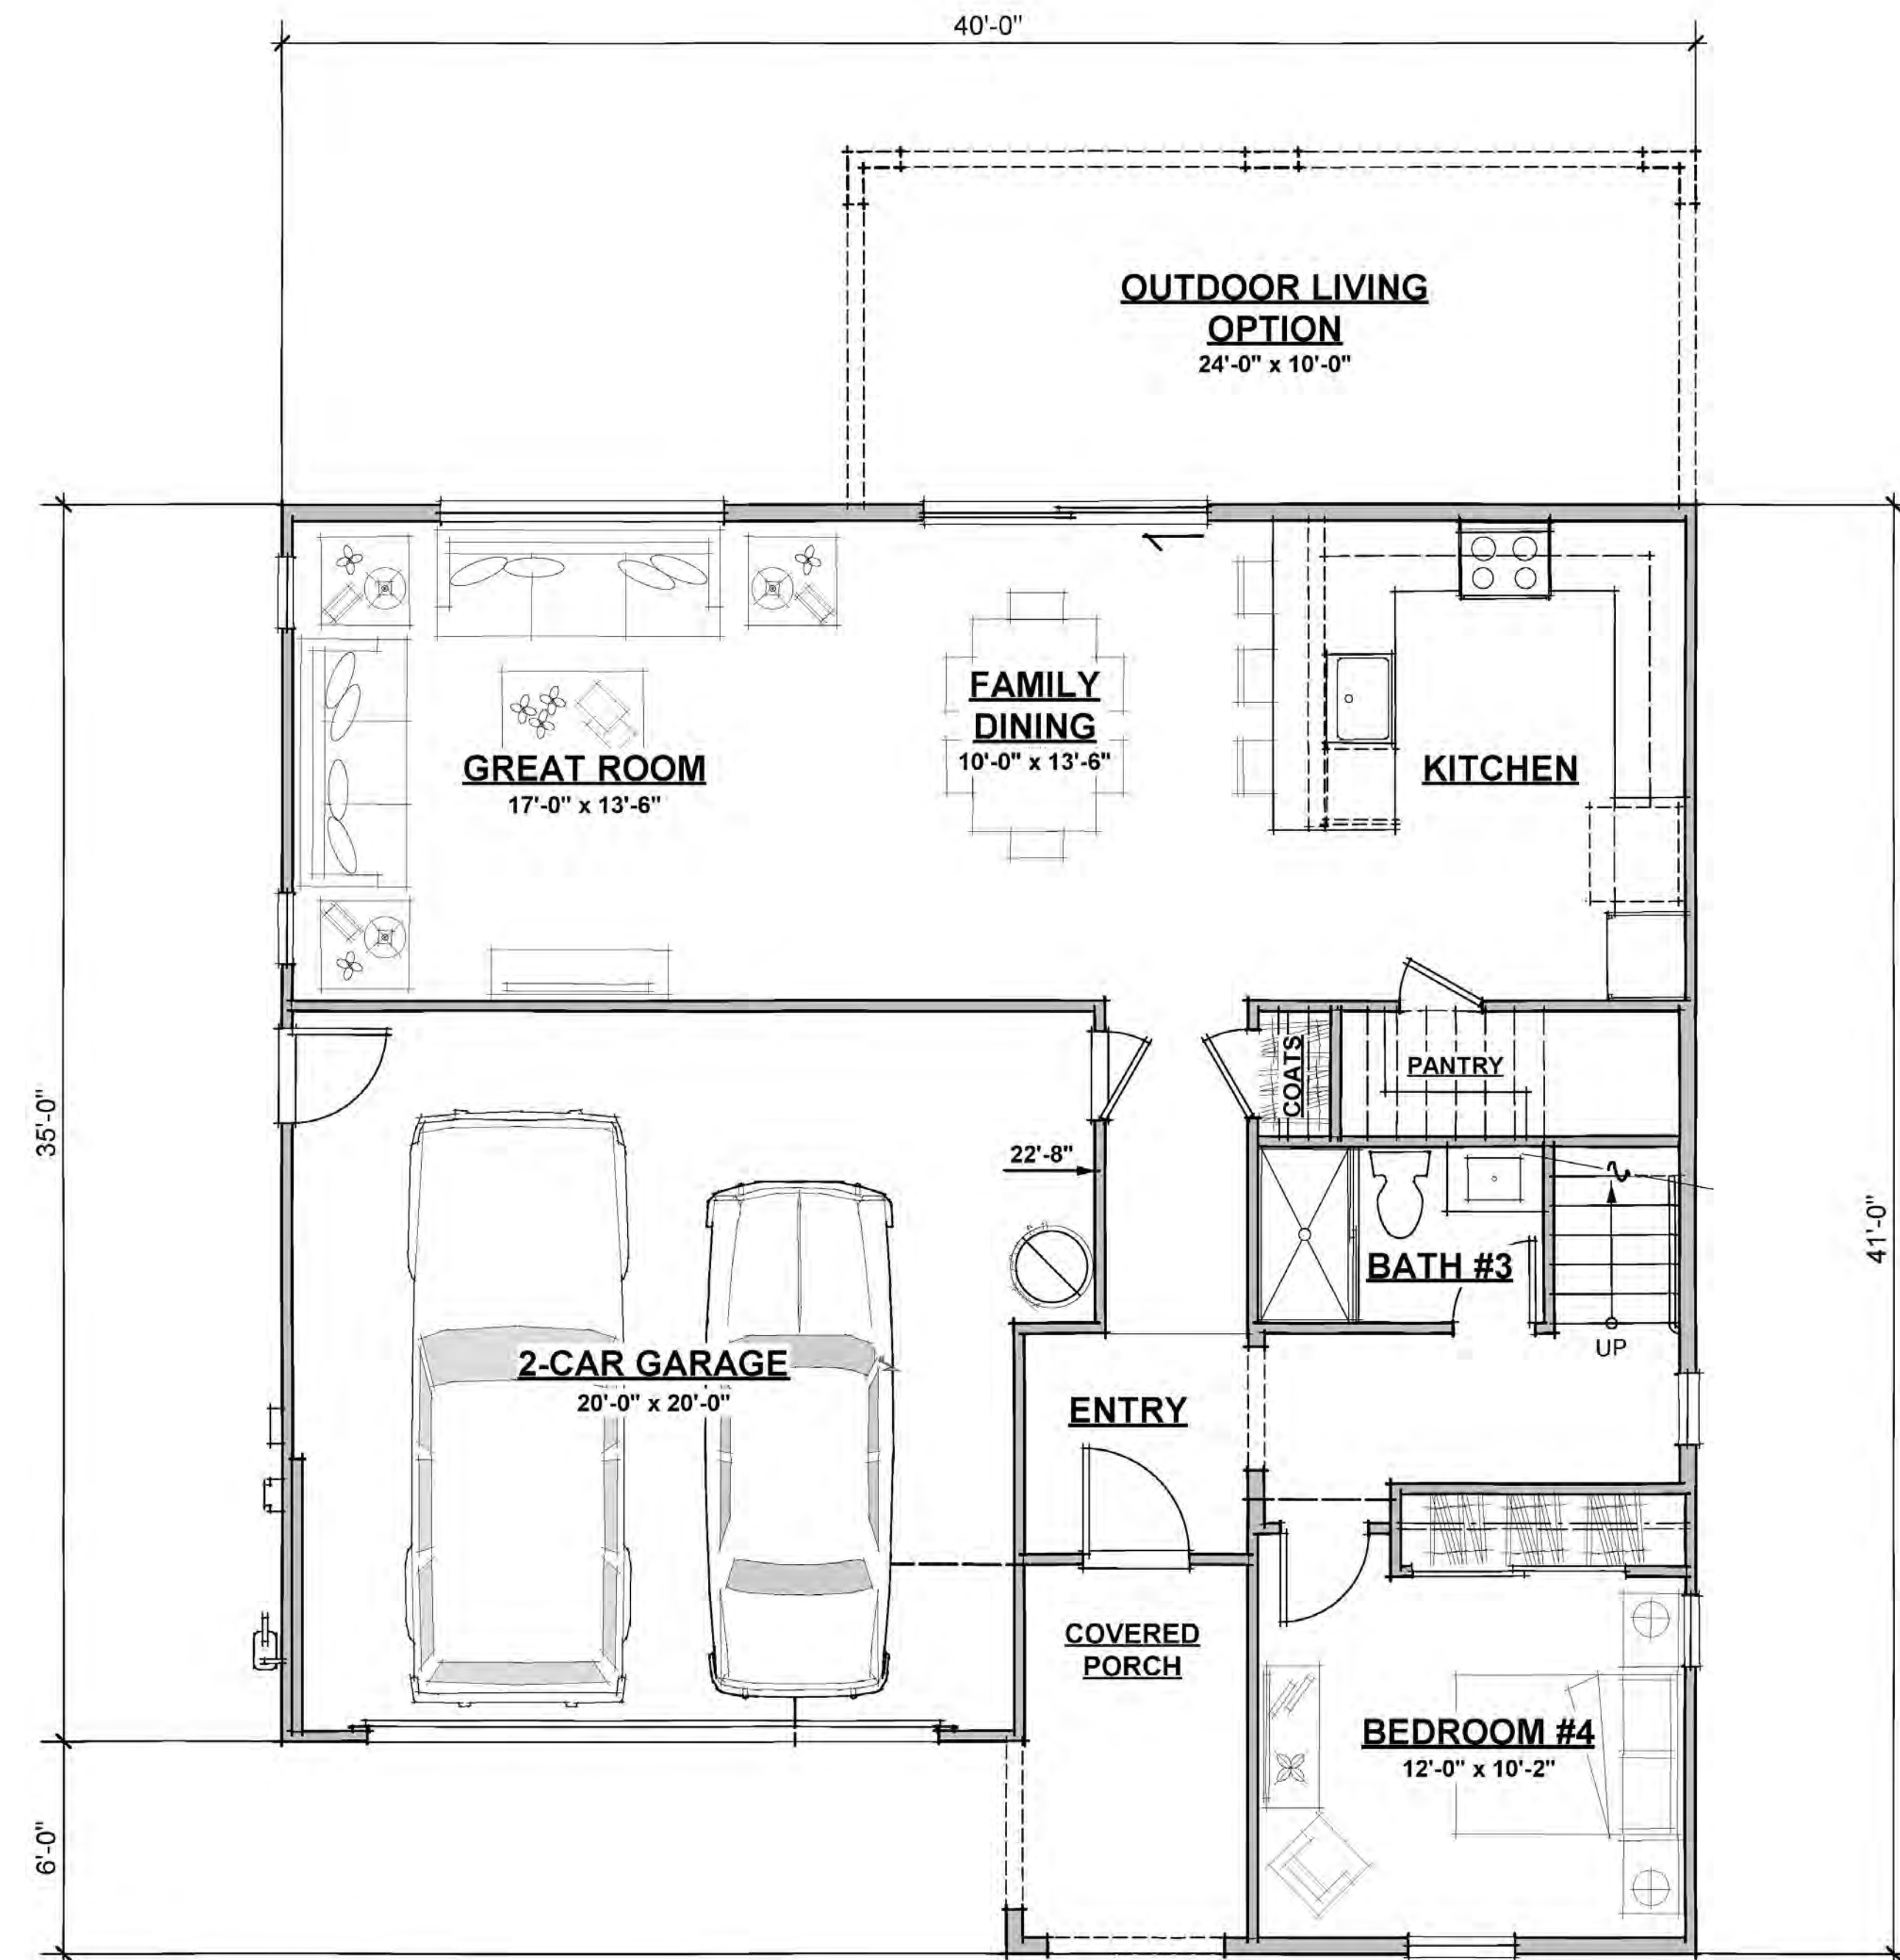 40'-0"
OUTDOOR LIVING
OPTION
24'-0" x 10'-0"
FAMILY
DINING
10'-0" x 13'-6"
GREAT ROOM
17'-0" x 13'-6"
KITCHEN
COATS
PANTRY
35'-0"
22'-8"
41'-0"
BATH #3
UP
2-CAR GARAGE
20'-0" x 20'-0"
ENTRY
COVERED
PORCH
BEDROOM #4
12'-0" x 10'-2"
6'-0"